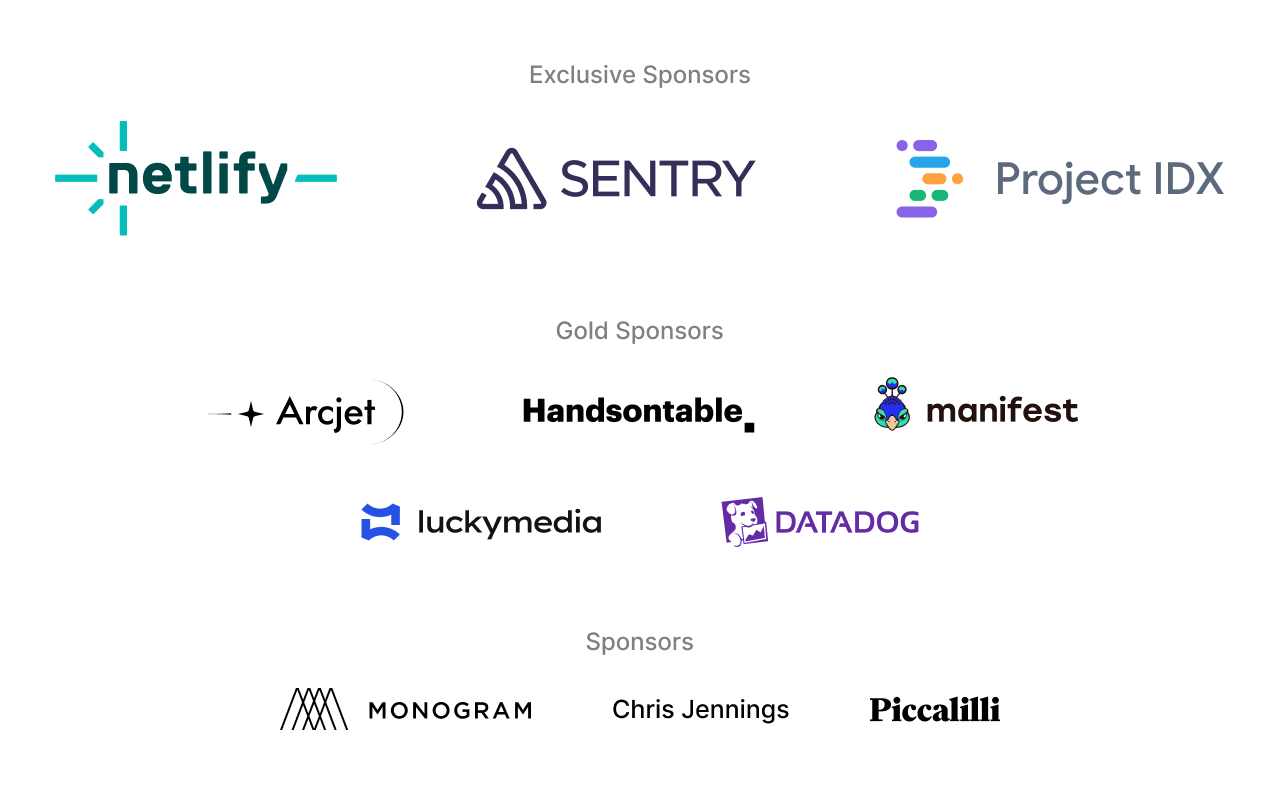 Exclusive Sponsors
netlify
SENTRY
Project IDX
Gold Sponsors
Arcjet
Handsontable
manifest
luckymedia
DATADOG
Sponsors
MONOGRAM
Chris Jennings
Piccalilli